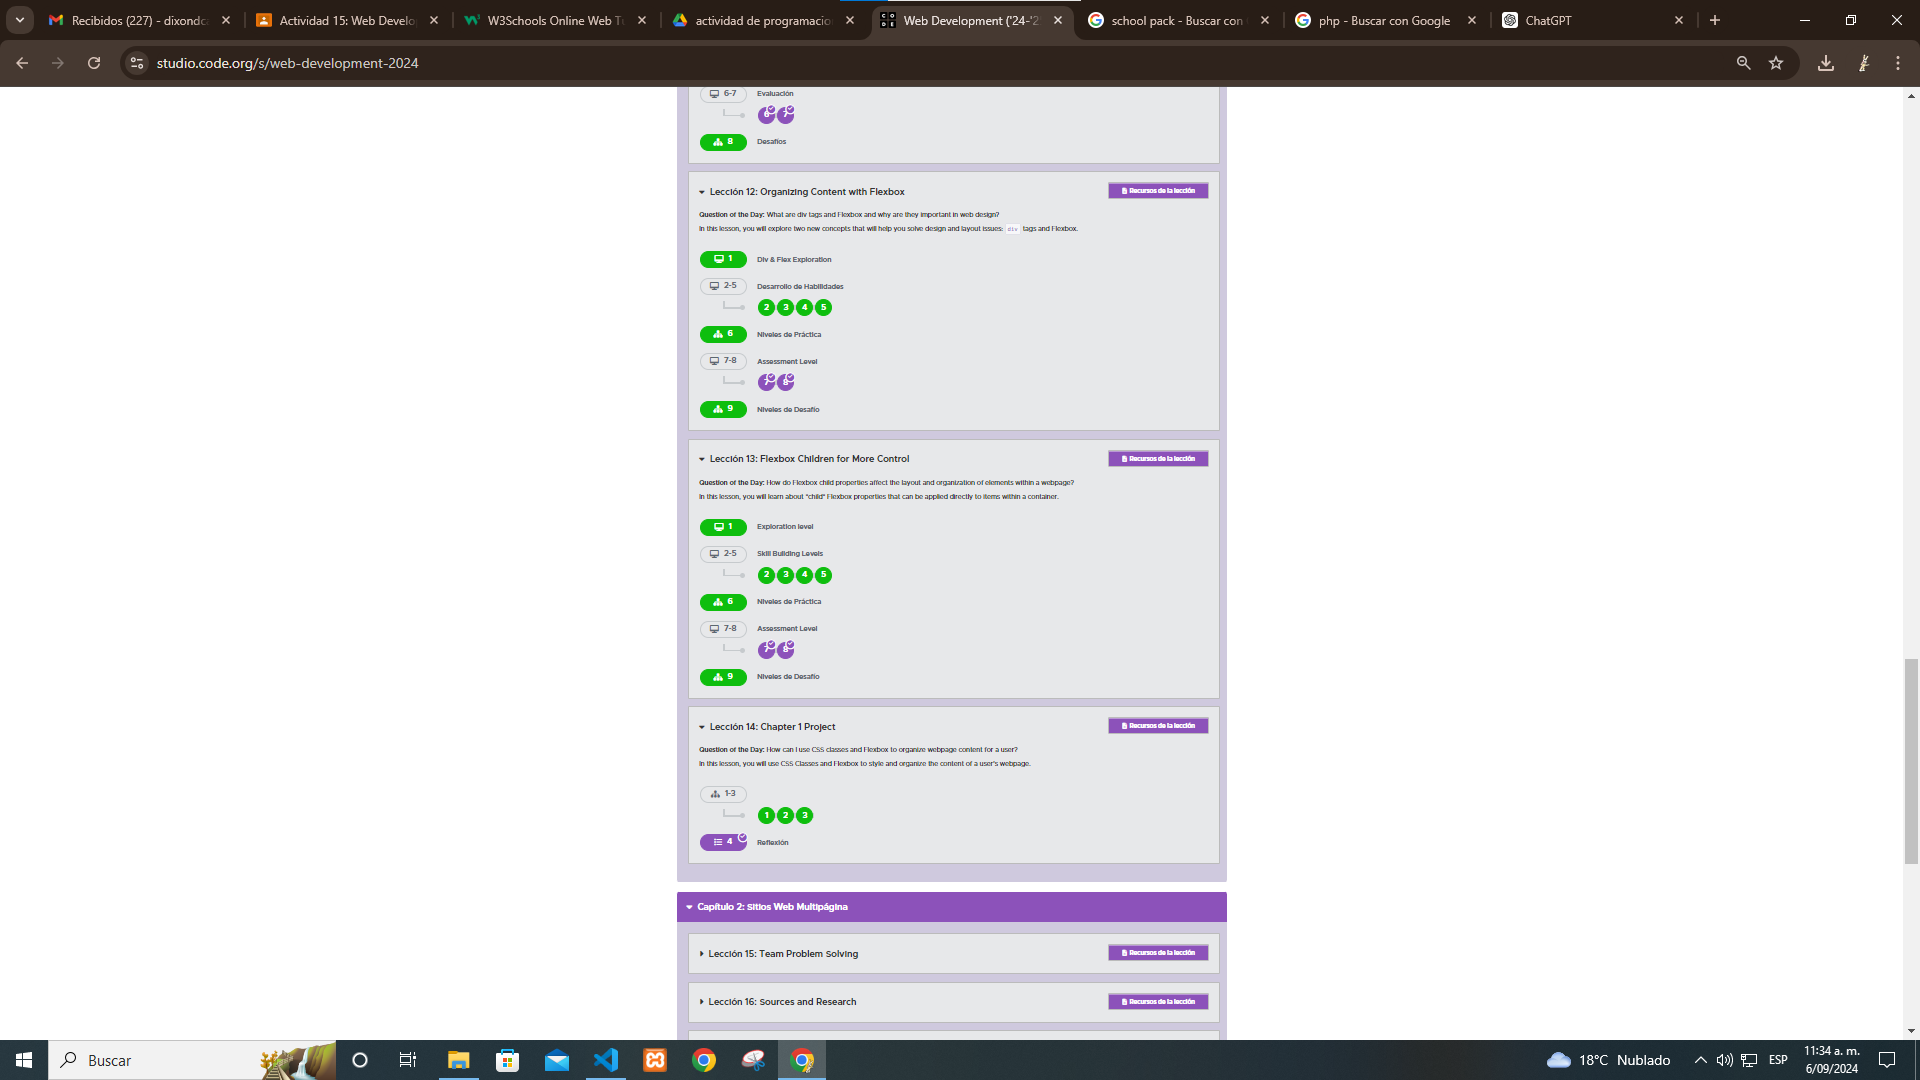 Recibidos (227) - dixondc
Actividad 15: Web Develo
W3Schools Online Web Tu
actividad de programacion
Web Development ('24-'25
school pack - Buscar con
php - Buscar con Google
ChatGPT
studio.code.org/s/web-development-2024
6-7 Evaluación
6 7
8 Desafíos
Lección 12: Organizing Content with Flexbox
Recursos de la lección
Question of the Day: What are div tags and Flexbox and why are they important in web design?
In this lesson, you will explore two new concepts that will help you solve design and layout issues: div tags and Flexbox.
1 Div & Flex Exploration
2-5 Desarrollo de Habilidades
2 3 4 5
6 Niveles de Práctica
7-8 Assessment Level
7 8
9 Niveles de Desafío
Lección 13: Flexbox Children for More Control
Recursos de la lección
Question of the Day: How do Flexbox child properties affect the layout and organization of elements within a webpage?
In this lesson, you will learn about "child" Flexbox properties that can be applied directly to items within a container.
1 Exploration level
2-5 Skill Building Levels
2 3 4 5
6 Niveles de Práctica
7-8 Assessment Level
7 8
9 Niveles de Desafío
Lección 14: Chapter 1 Project
Recursos de la lección
Question of the Day: How can I use CSS classes and Flexbox to organize webpage content for a user?
In this lesson, you will use CSS Classes and Flexbox to style and organize the content of a user's webpage.
1-3
1 2 3
4 Reflexión
Capítulo 2: Sitios Web Multipágina
Lección 15: Team Problem Solving
Recursos de la lección
Lección 16: Sources and Research
Recursos de la lección
Buscar
18°C Nublado
ESP
11:34 a. m.
6/09/2024